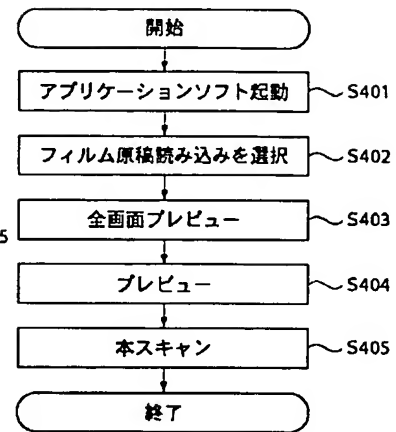 開始
アプリケーションソフト起動 S401
フィルム原稿読み込みを選択 S402
全画面プレビュー S403
5
プレビュー S404
本スキャン S405
終了